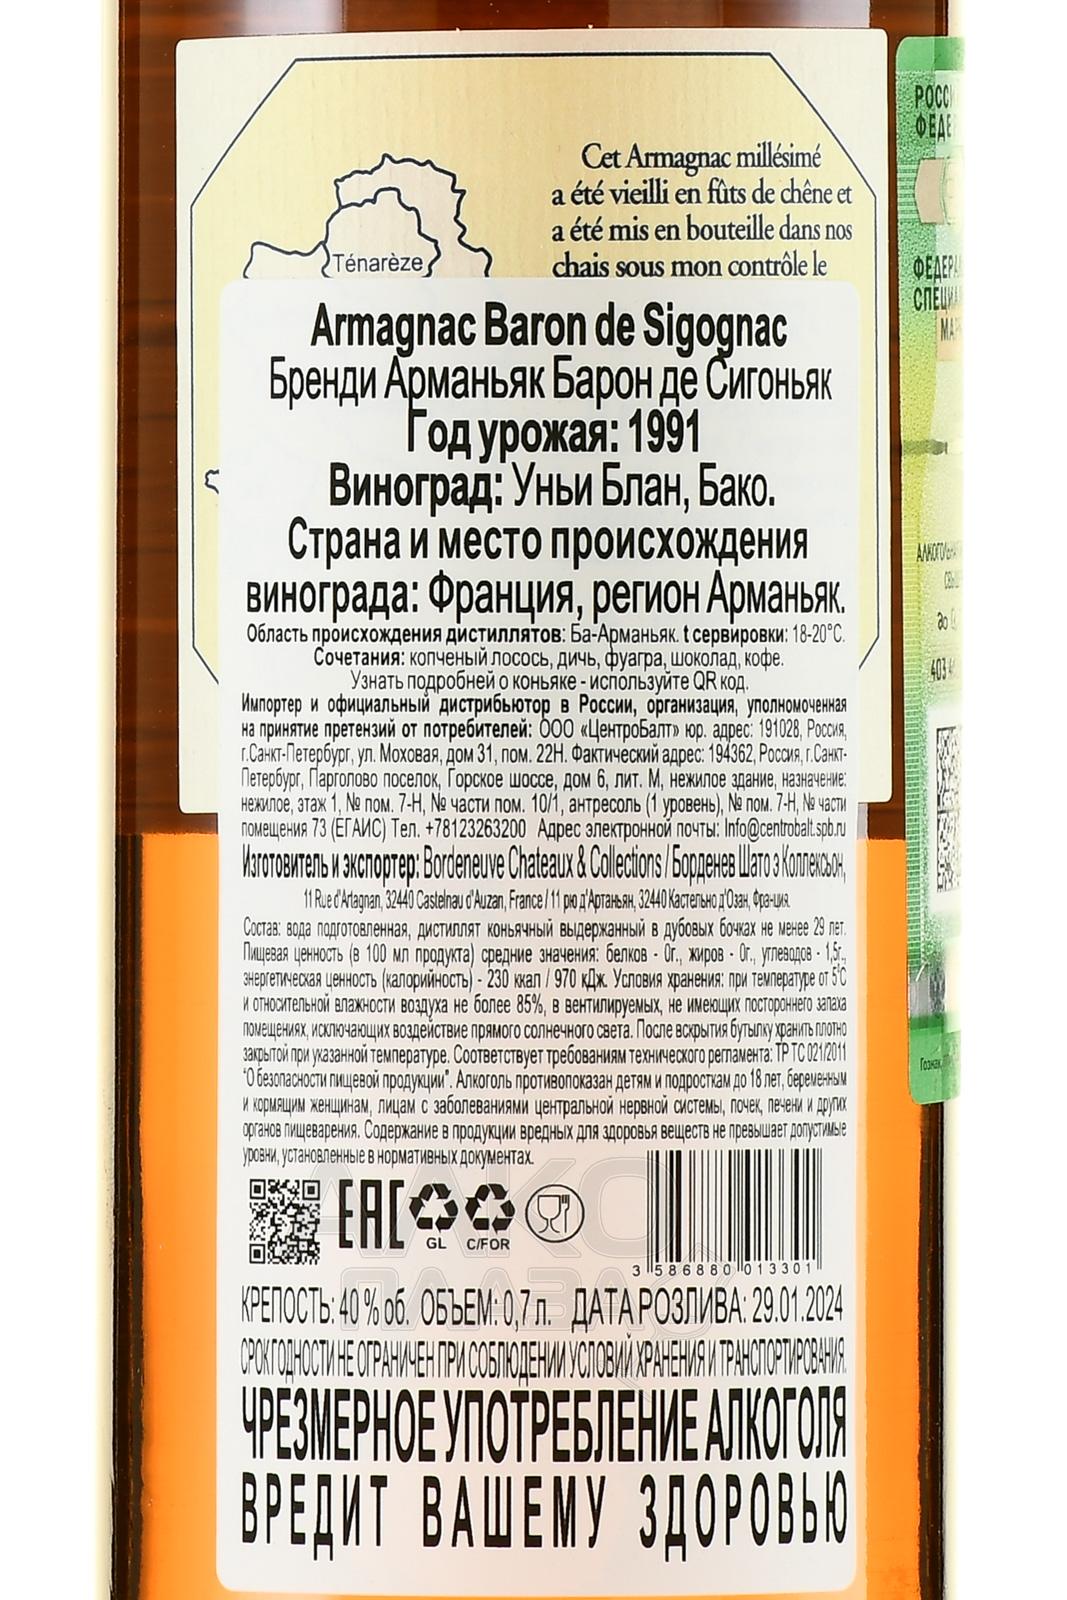 Cet Armagnac millésimé
a été vieilli en fûts de chêne et
a été mis en bouteille dans nos
chais sous mon contrôle le
Ténarèze
Armagnac Baron de Sigognac
Бренди Арманьяк Барон де Сигоньяк
Год урожая: 1991
Виноград: Уньи Блан, Бако.
Страна и место происхождения
винограда: Франция, регион Арманьяк.
Область происхождения дистиллятов: Ба-Арманьяк. t сервировки: 18-20°C.
Сочетания: копченый лосось, дичь, фуагра, шоколад, кофе.
Узнать подробней о коньяке - используйте QR код.
Импортер и официальный дистрибьютор в России, организация, уполномоченная
на принятие претензий от потребителей: ООО «ЦентроБалт» юр. адрес: 191028, Россия,
г.Санкт-Петербург, ул. Моховая, дом 31, пом. 22Н. Фактический адрес: 194362, Россия, г.Санкт-
Петербург, Парголово поселок, Горское шоссе, дом 6, лит. М, нежилое здание, назначение:
нежилое, этаж 1, № пом. 7-Н, № части пом. 10/1, антресоль (1 уровень), № пом. 7-Н, № части
помещения 73 (ЕГАИС) Тел. +78123263200 Адрес электронной почты: Info@centrobalt.spb.ru
Изготовитель и экспортер: Bordeneuve Chateaux & Collections / Борденев Шато э Коллексьон,
11 Rue d'Artagnan, 32440 Castelnau d'Auzan, France / 11 рю д'Артаньян, 32440 Кастельно д'Озан, Франция.
Состав: вода подготовленная, дистиллят коньячный выдержанный в дубовых бочках не менее 29 лет.
Пищевая ценность (в 100 мл продукта) средние значения: белков - 0г., жиров - 0г., углеводов - 1,5г.,
энергетическая ценность (калорийность) - 230 ккал / 970 кДж. Условия хранения: при температуре от 5°С
и относительной влажности воздуха не более 85%, в вентилируемых, не имеющих постороннего запаха
помещениях, исключающих воздействие прямого солнечного света. После вскрытия бутылку хранить плотно
закрытой при указанной температуре. Соответствует требованиям технического регламента: ТР ТС 021/2011
"О безопасности пищевой продукции". Алкоголь противопоказан детям и подросткам до 18 лет, беременным
и кормящим женщинам, лицам с заболеваниями центральной нервной системы, почек, печени и других
органов пищеварения. Содержание в продукции вредных для здоровья веществ не превышает допустимые
уровни, установленные в нормативных документах.
EAC
GL
C/FOR
3 586880 013301
КРЕПОСТЬ: 40 % об. ОБЪЕМ: 0,7 л. ДАТА РОЗЛИВА: 29.01.2024
СРОК ГОДНОСТИ НЕ ОГРАНИЧЕН ПРИ СОБЛЮДЕНИИ УСЛОВИЙ ХРАНЕНИЯ И ТРАНСПОРТИРОВАНИЯ.
ЧРЕЗМЕРНОЕ УПОТРЕБЛЕНИЕ АЛКОГОЛЯ
ВРЕДИТ ВАШЕМУ ЗДОРОВЬЮ
АЛКО
ПЛАЗА